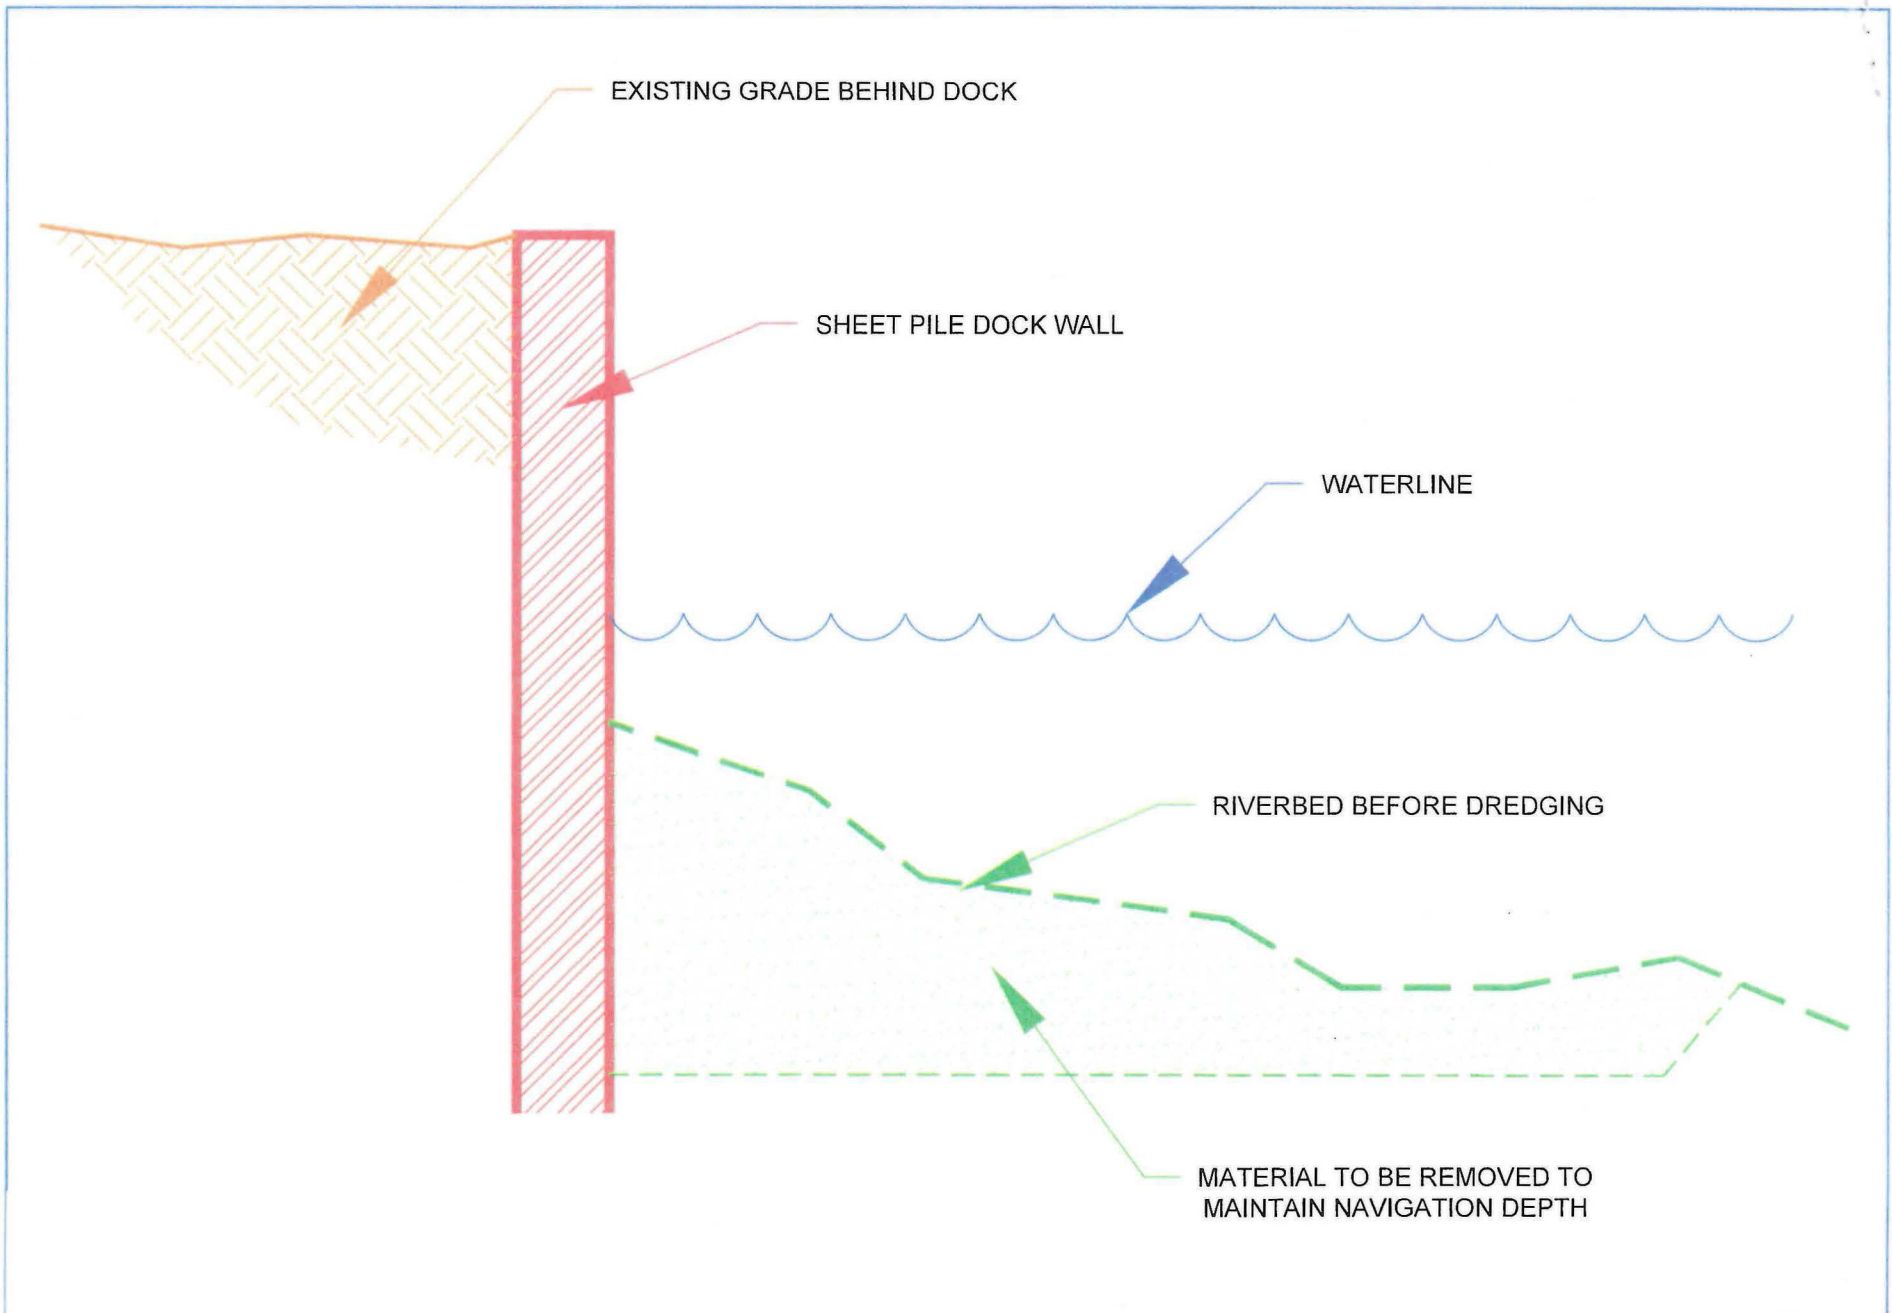 EXISTING GRADE BEHIND DOCK
SHEET PILE DOCK WALL
WATERLINE
RIVERBED BEFORE DREDGING
MATERIAL TO BE REMOVED TO
MAINTAIN NAVIGATION DEPTH